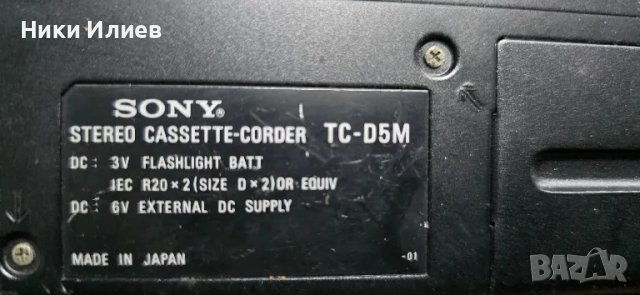 Ники Илиев
SONY®
STEREO CASSETTE-CORDER TC-D5M
DC: 3V FLASHLIGHT BATT
IEC R20×2(SIZE D×2)OR EQUIV
DC: 6V EXTERNAL DC SUPPLY
MADE IN JAPAN -01
BAZAR